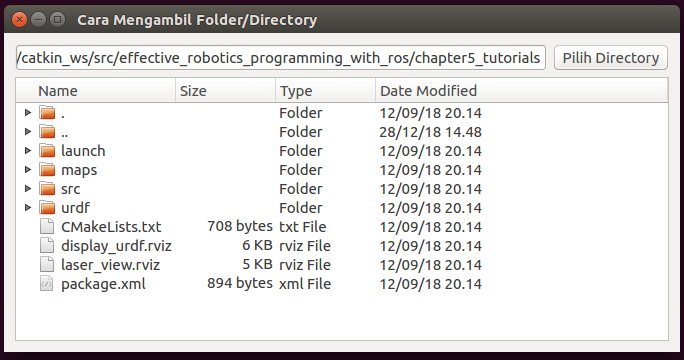 Cara Mengambil Folder/Directory
/catkin_ws/src/effective_robotics_programming_with_ros/chapter5_tutorials Pilih Directory
Name Size Type Date Modified
. Folder 12/09/18 20.14
.. Folder 28/12/18 14.48
launch Folder 12/09/18 20.14
maps Folder 12/09/18 20.14
src Folder 12/09/18 20.14
urdf Folder 12/09/18 20.14
CMakeLists.txt 708 bytes txt File 12/09/18 20.14
display_urdf.rviz 6 KB rviz File 12/09/18 20.14
laser_view.rviz 5 KB rviz File 12/09/18 20.14
package.xml 894 bytes xml File 12/09/18 20.14